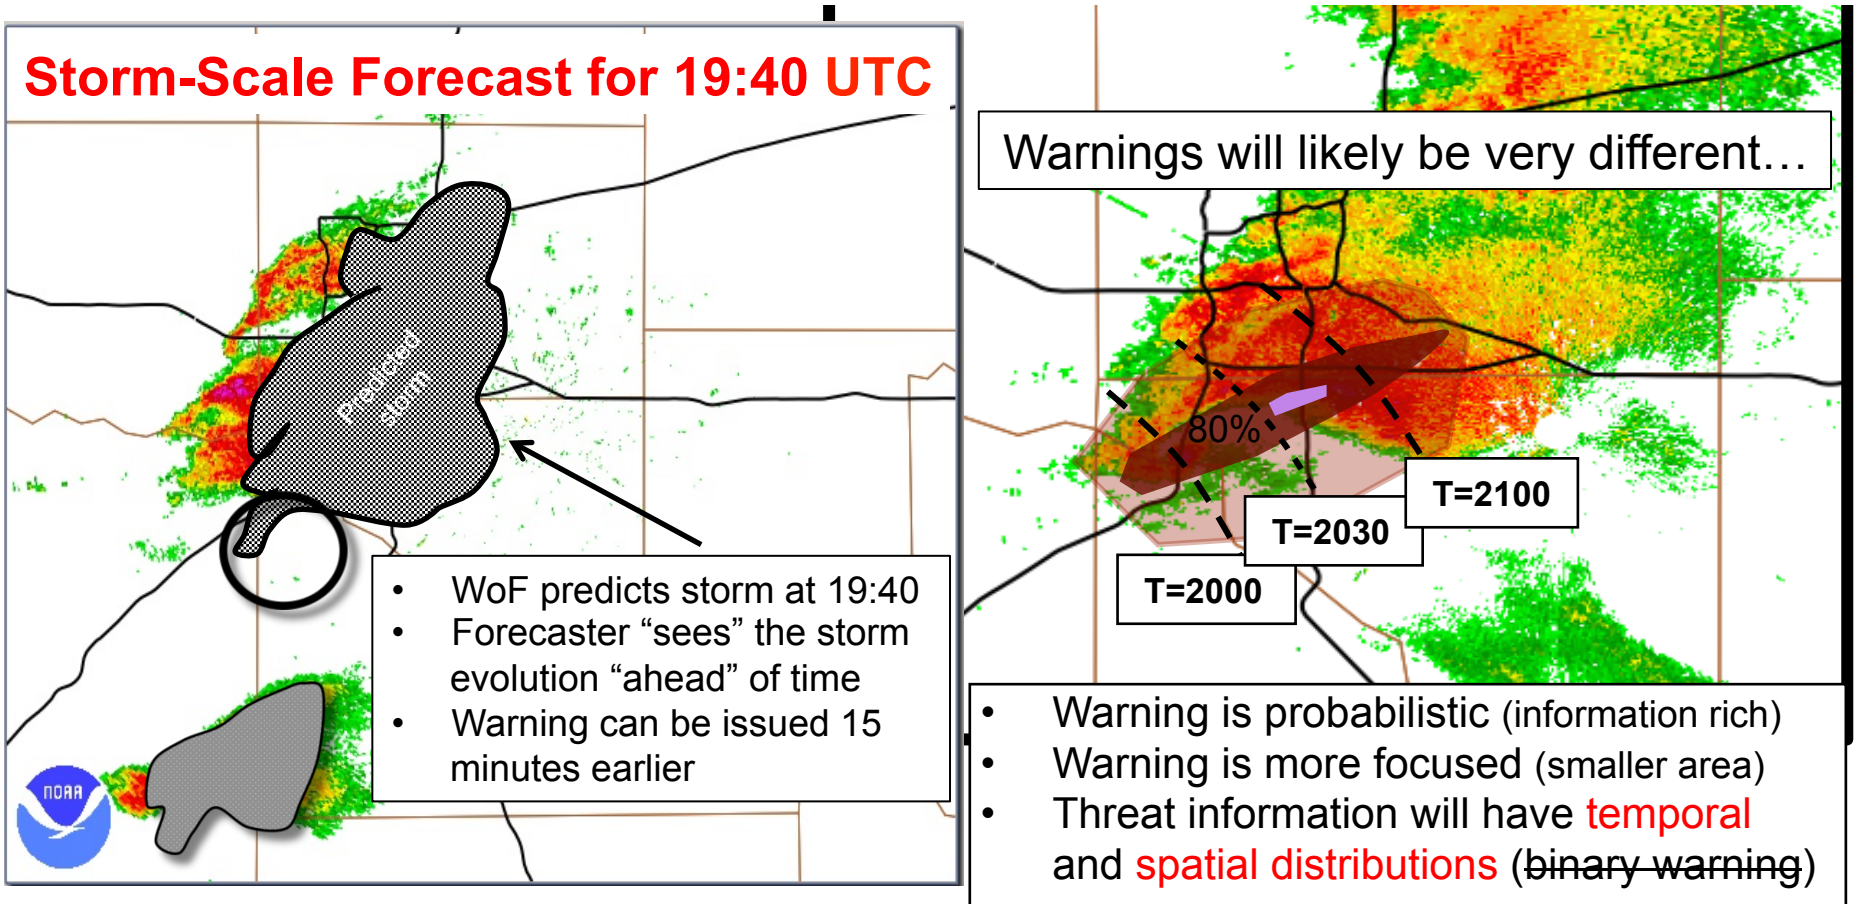 Storm-Scale Forecast for 19:40 UTC
Predicted
storm
• WoF predicts storm at 19:40
• Forecaster “sees” the storm
evolution “ahead” of time
• Warning can be issued 15
minutes earlier
NOAA
Warnings will likely be very different…
80%
T=2100
T=2030
T=2000
• Warning is probabilistic (information rich)
• Warning is more focused (smaller area)
• Threat information will have temporal
and spatial distributions (binary warning)